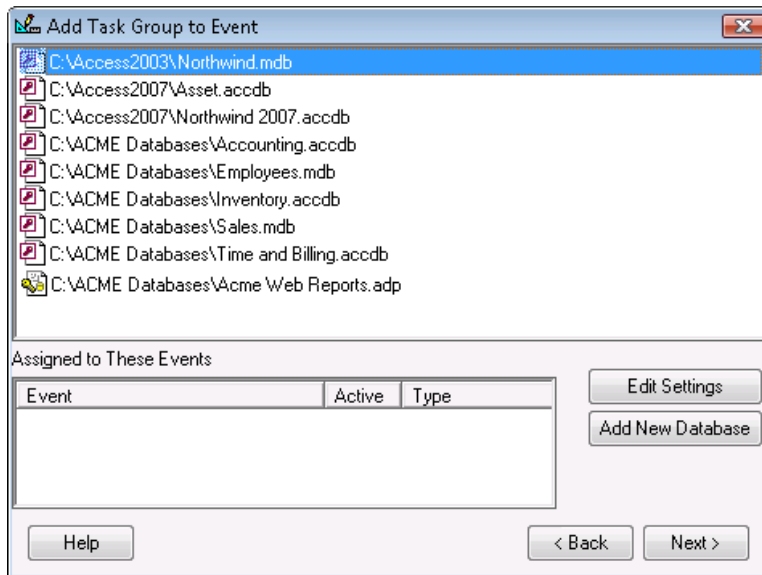 Add Task Group to Event
C:\Access2003\Northwind.mdb
C:\Access2007\Asset.accdb
C:\Access2007\Northwind 2007.accdb
C:\ACME Databases\Accounting.accdb
C:\ACME Databases\Employees.mdb
C:\ACME Databases\Inventory.accdb
C:\ACME Databases\Sales.mdb
C:\ACME Databases\Time and Billing.accdb
C:\ACME Databases\Acme Web Reports.adp
Assigned to These Events
Event Active Type
Edit Settings
Add New Database
Help < Back Next >